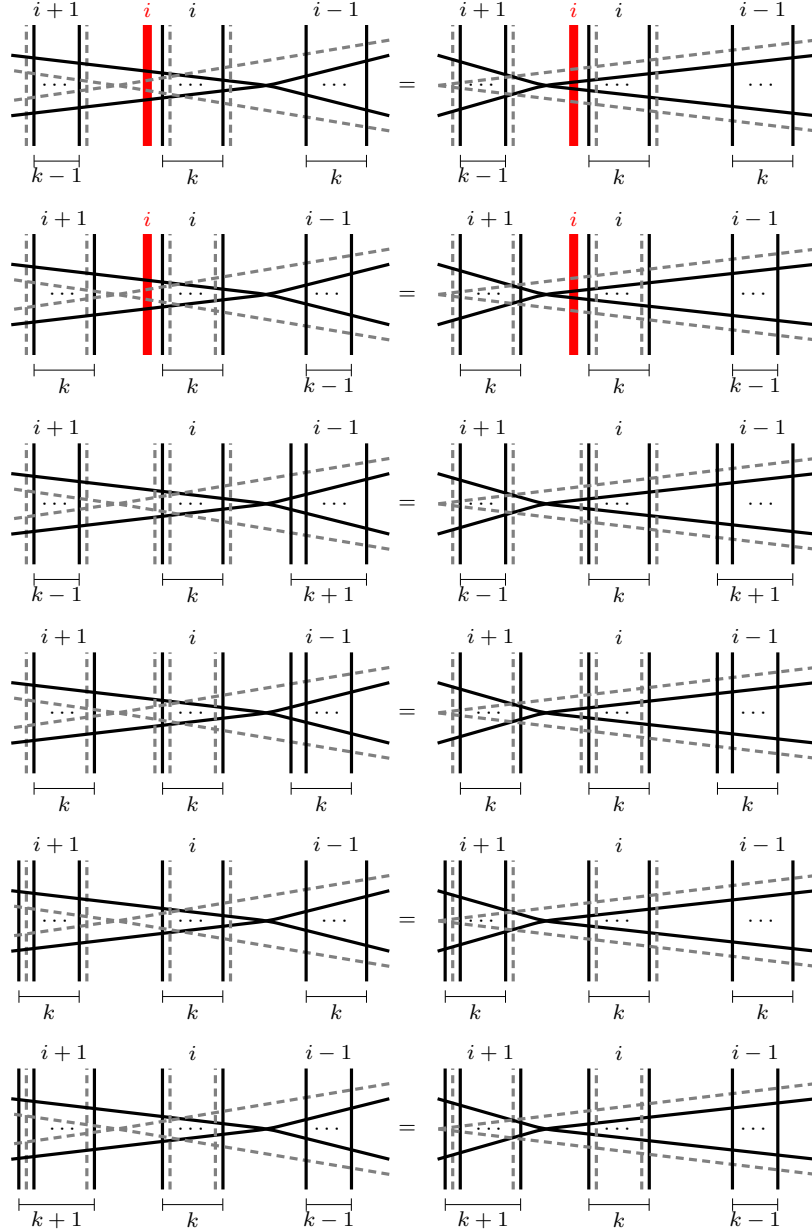 i + 1 i i i − 1 i + 1 i i i − 1
··· ··· ··· = ··· ··· ···
k − 1 k k k − 1 k k
i + 1 i i i − 1 i + 1 i i i − 1
··· ··· ··· = ··· ··· ···
k k k − 1 k k k − 1
i + 1 i i − 1 i + 1 i i − 1
··· ··· ··· = ··· ··· ···
k − 1 k k + 1 k − 1 k k + 1
i + 1 i i − 1 i + 1 i i − 1
··· ··· ··· = ··· ··· ···
k k k k k k
i + 1 i i − 1 i + 1 i i − 1
··· ··· ··· = ··· ··· ···
k k k k k k
i + 1 i i − 1 i + 1 i i − 1
··· ··· ··· = ··· ··· ···
k + 1 k k − 1 k + 1 k k − 1